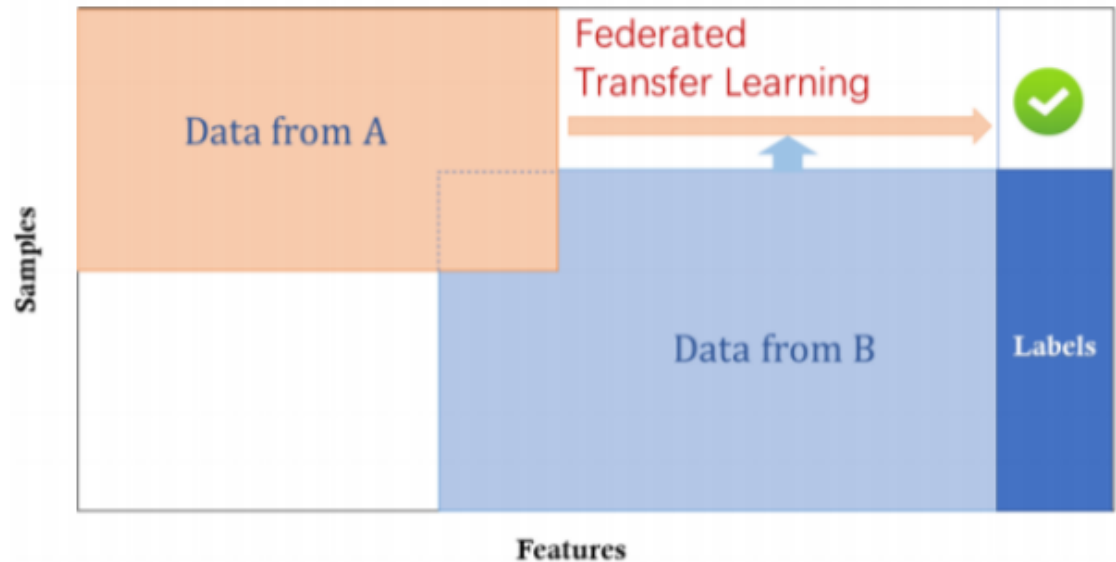 Federated
Transfer Learning
Data from A
Samples
Data from B
Labels
Features